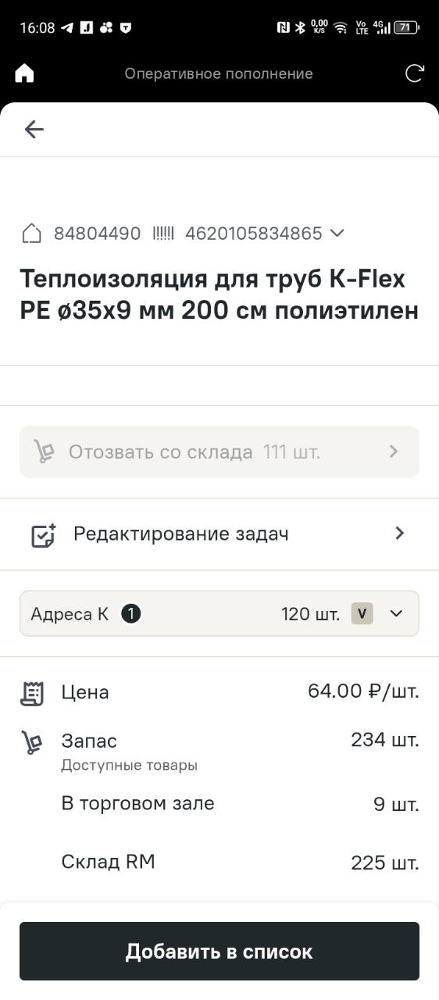 16:08 0,00 K/S Vo LTE 4G 71
Оперативное пополнение
84804490 4620105834865
Теплоизоляция для труб K-Flex
PE ø35x9 мм 200 см полиэтилен
Отозвать со склада 111 шт.
Редактирование задач
Адреса К 1 120 шт. V
Цена 64.00 ₽/шт.
Запас 234 шт.
Доступные товары
В торговом зале 9 шт.
Склад RM 225 шт.
Добавить в список